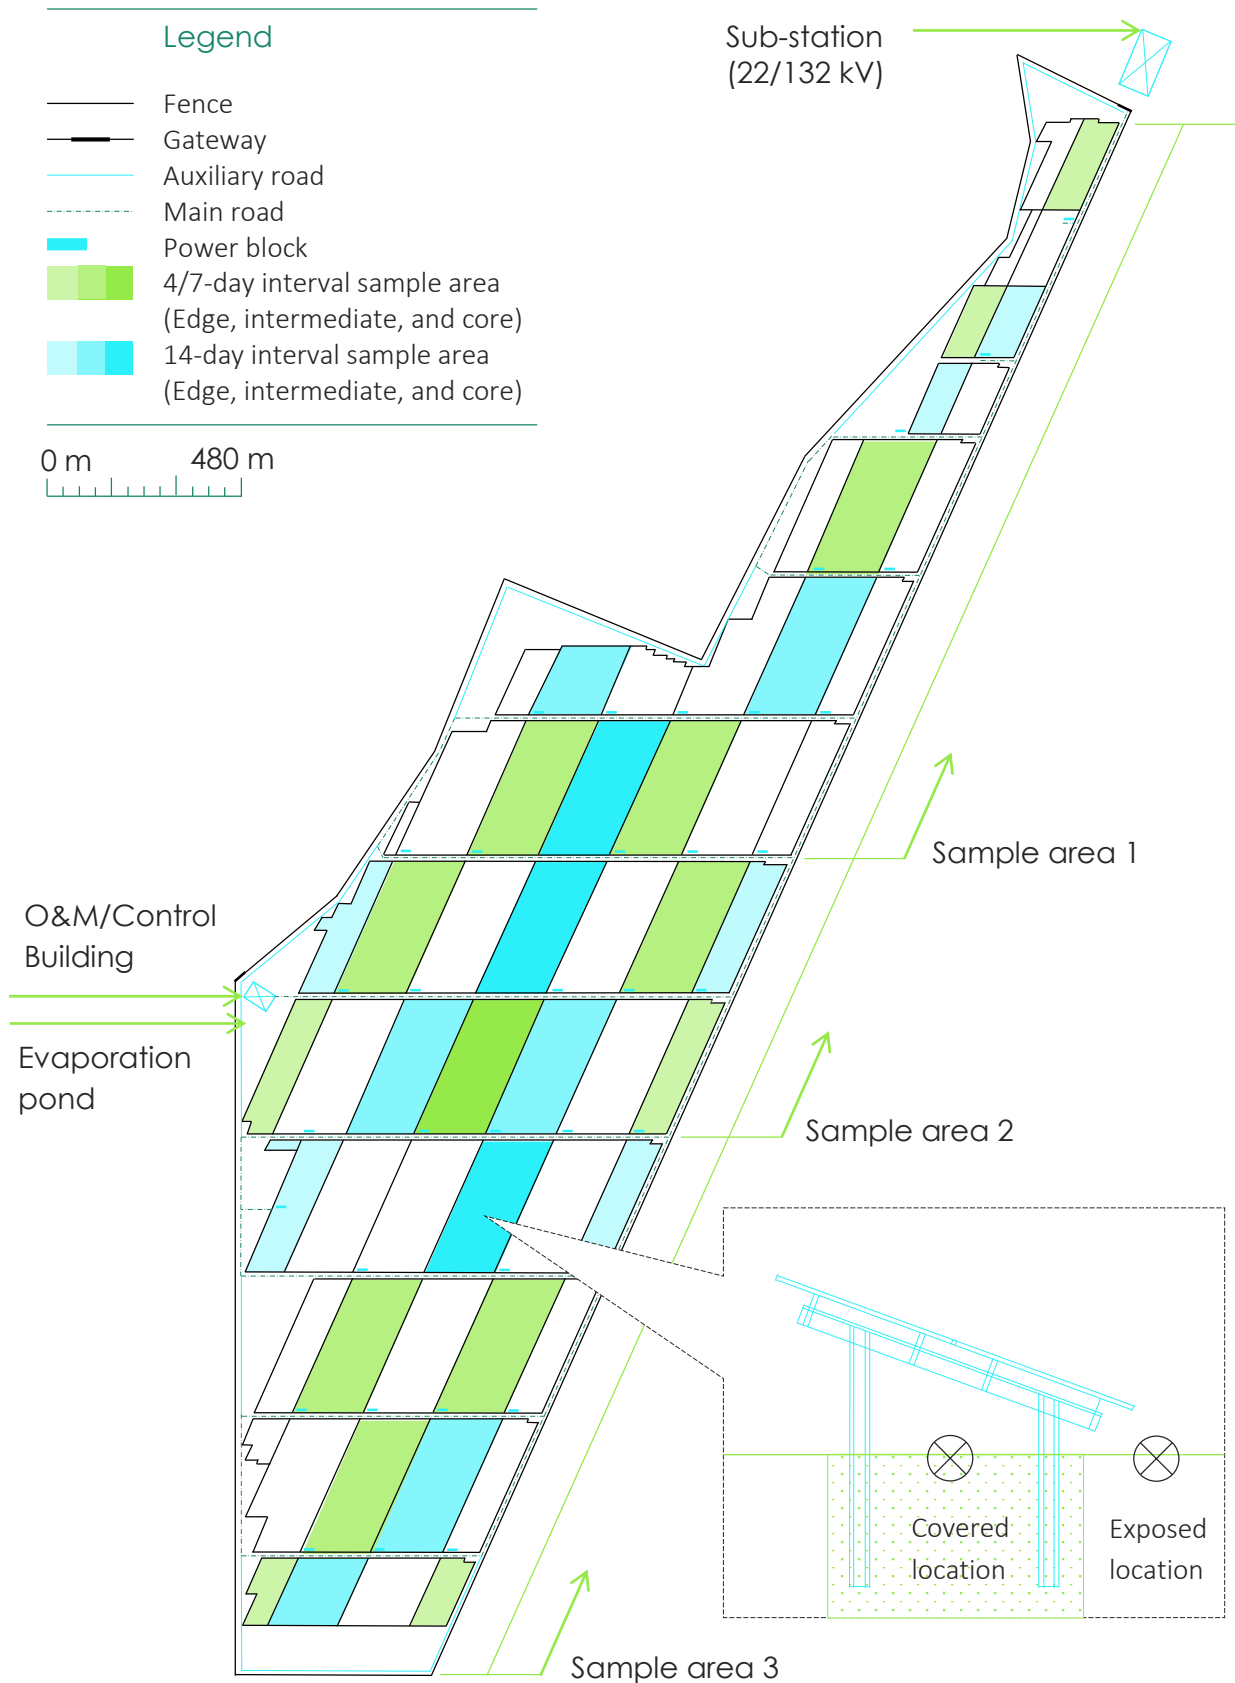 Legend
Fence
Gateway
Auxiliary road
Main road
Power block
4/7-day interval sample area
(Edge, intermediate, and core)
14-day interval sample area
(Edge, intermediate, and core)
0 m 480 m
Sub-station
(22/132 kV)
Sample area 1
O&M/Control
Building
Evaporation
pond
Sample area 2
Covered
location
Exposed
location
Sample area 3